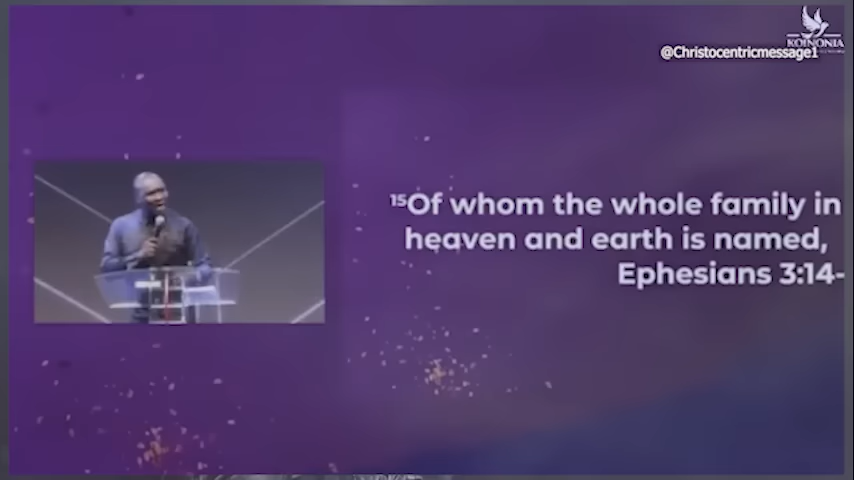 KOINONIA
@Christocentricmessage1
¹⁵Of whom the whole family in
heaven and earth is named,
Ephesians 3:14-